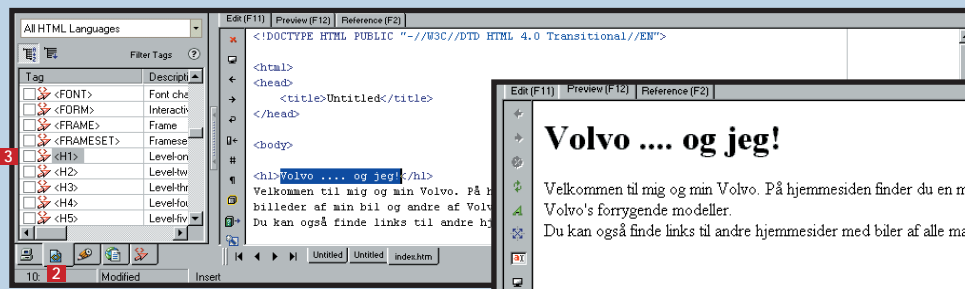 All HTML Languages
Filter Tags ?
Tag Descripti
<FONT> Font cha
<FORM> Interactiv
<FRAME> Frame
<FRAMESET> Framese
3 <H1> Level-on
<H2> Level-tw
<H3> Level-thr
<H4> Level-fou
<H5> Level-fiv
2
10: Modified Insert
Edit (F11) Preview (F12) Reference (F2)
<!DOCTYPE HTML PUBLIC "-//W3C//DTD HTML 4.0 Transitional//EN">
<html>
<head>
<title>Untitled</title>
</head>
<body>
<h1>Volvo .... og jeg!</h1>
Velkommen til mig og min Volvo. På h
billeder af min bil og andre af Volv
Du kan også finde links til andre hj
Untitled Untitled index.htm
Edit (F11) Preview (F12) Reference (F2)
Volvo .... og jeg!
Velkommen til mig og min Volvo. På hjemmesiden finder du en m
Volvo's forrygende modeller.
Du kan også finde links til andre hjemmesider med biler af alle ma